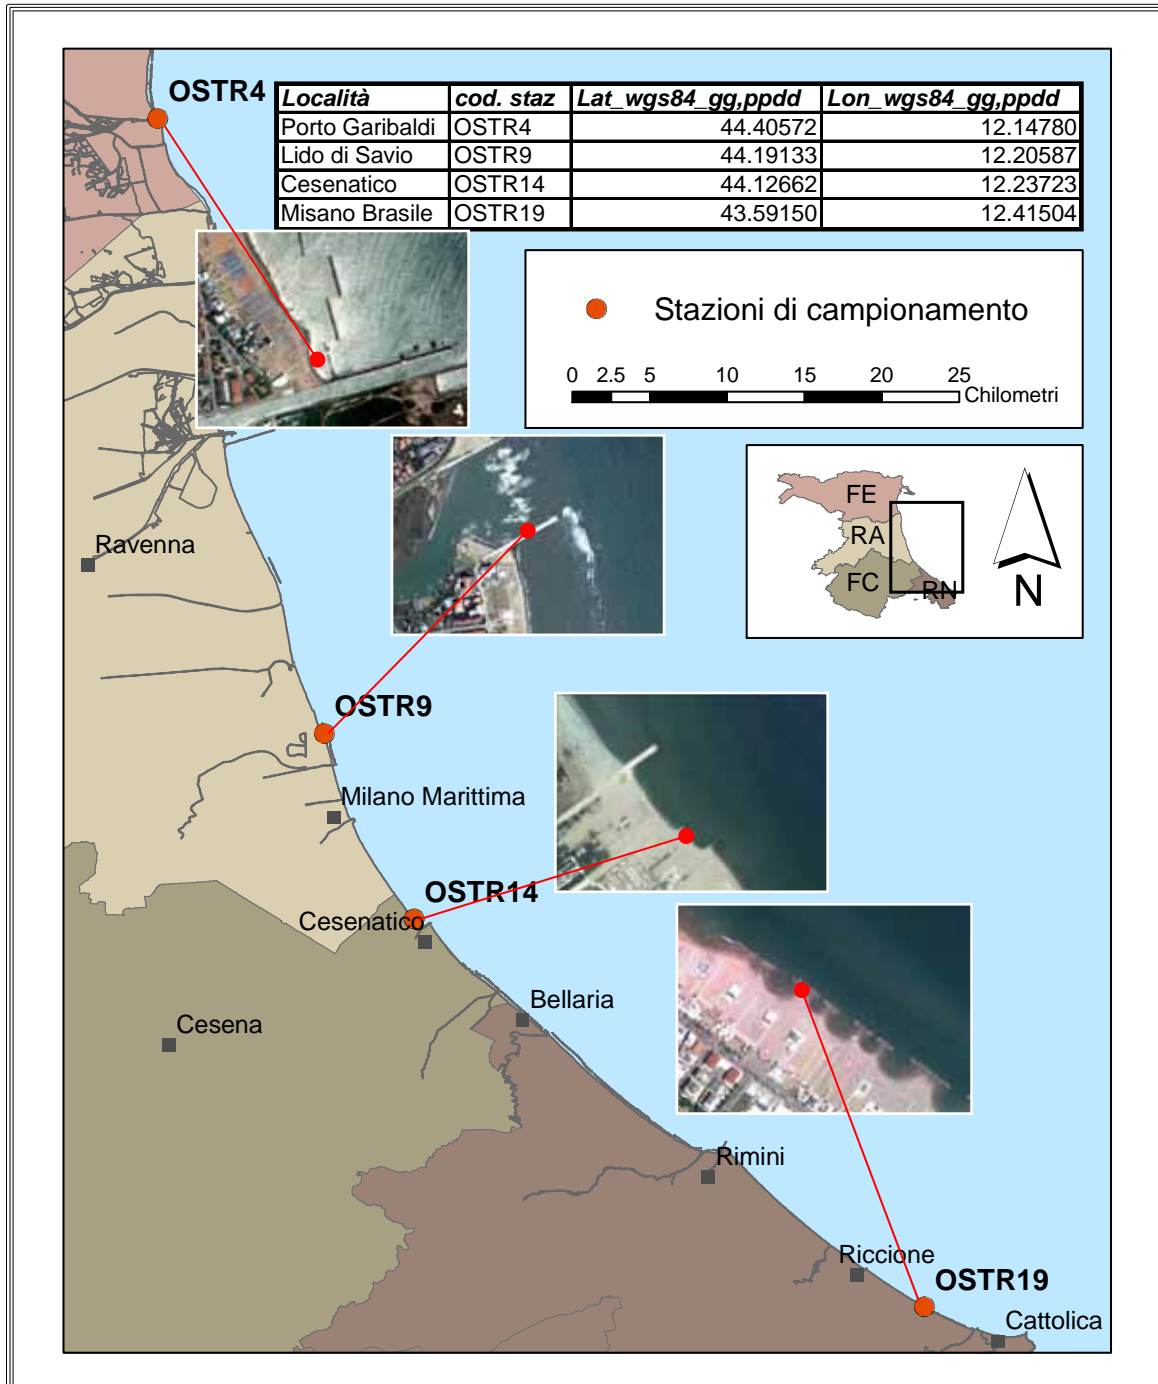 OSTR4
Località cod. staz Lat_wgs84_gg,ppdd Lon_wgs84_gg,ppdd
Porto Garibaldi OSTR4 44.40572 12.14780
Lido di Savio OSTR9 44.19133 12.20587
Cesenatico OSTR14 44.12662 12.23723
Misano Brasile OSTR19 43.59150 12.41504
Stazioni di campionamento
0 2.5 5 10 15 20 25
Chilometri
FE
RA
FC
RN
N
Ravenna
OSTR9
Milano Marittima
OSTR14
Cesenatico
Bellaria
Cesena
Rimini
Riccione
OSTR19
Cattolica